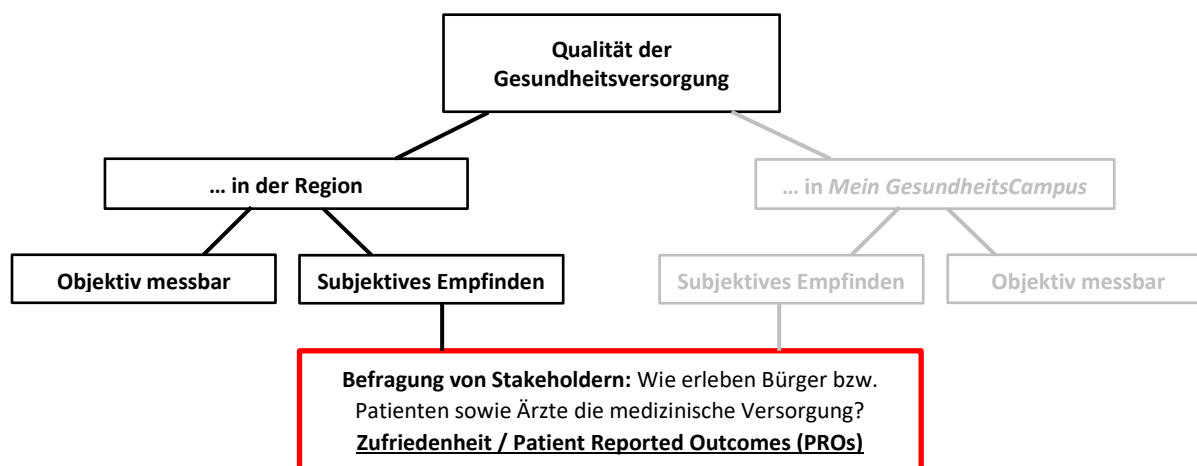 Qualität der
Gesundheitsversorgung
... in der Region
... in Mein GesundheitsCampus
Objektiv messbar
Subjektives Empfinden
Subjektives Empfinden
Objektiv messbar
Befragung von Stakeholdern: Wie erleben Bürger bzw.
Patienten sowie Ärzte die medizinische Versorgung?
Zufriedenheit / Patient Reported Outcomes (PROs)